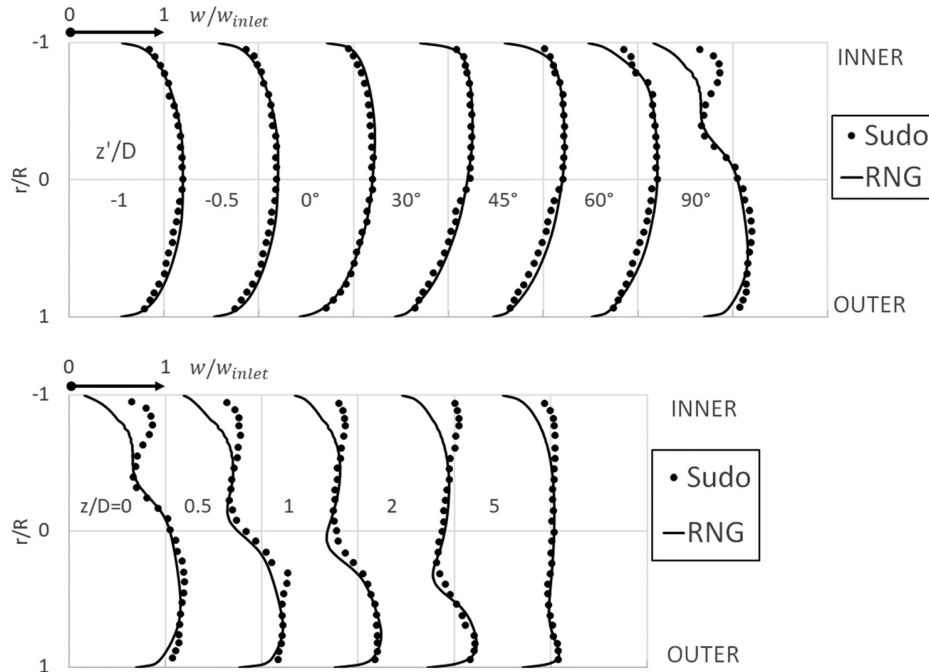 0 1 w/w_inlet
-1 INNER
r/R
z'/D
0
-1 -0.5 0° 30° 45° 60° 90°
1 OUTER
Sudo
RNG
0 1 w/w_inlet
-1 INNER
r/R
z/D=0 0.5 1 2 5
0
1 OUTER
Sudo
RNG